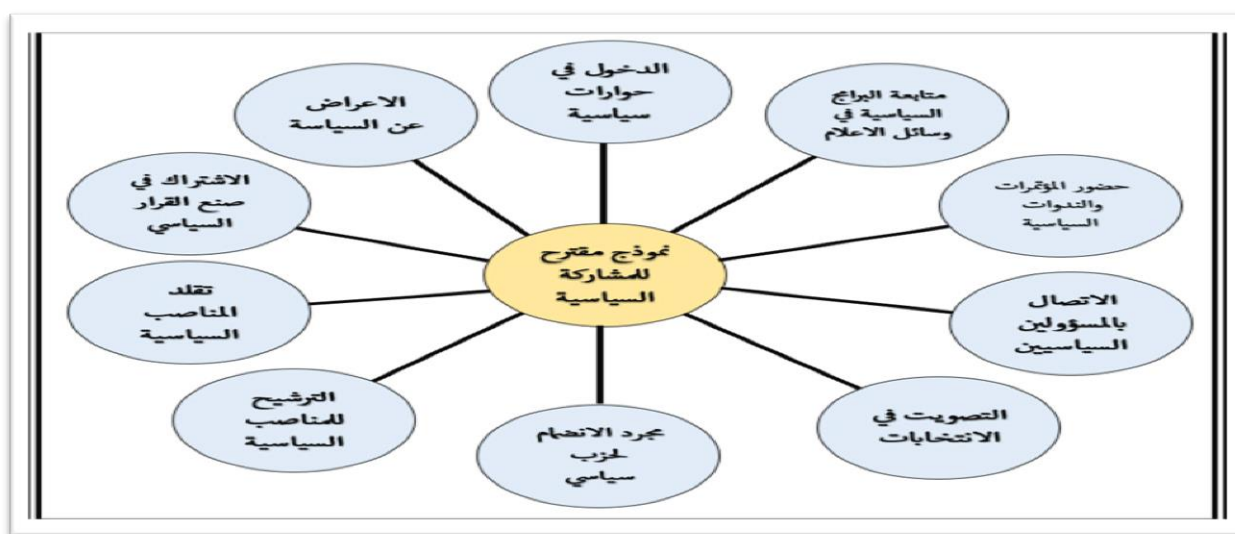 الدخول في
حوارات
سياسية
متابعة البرامج
السياسية في
وسائل الاعلام
حضور المؤتمرات
والندوات
السياسية
الاتصال
بالمسؤولين
السياسيين
التصويت في
الانتخابات
مجرد الانضمام
لحزب
سياسي
الترشيح
للمناصب
السياسية
تقلد
المناصب
السياسية
الاشتراك في
صنع القرار
السياسي
الاعراض
عن السياسة
نموذج مقترح
للمشاركة
السياسية